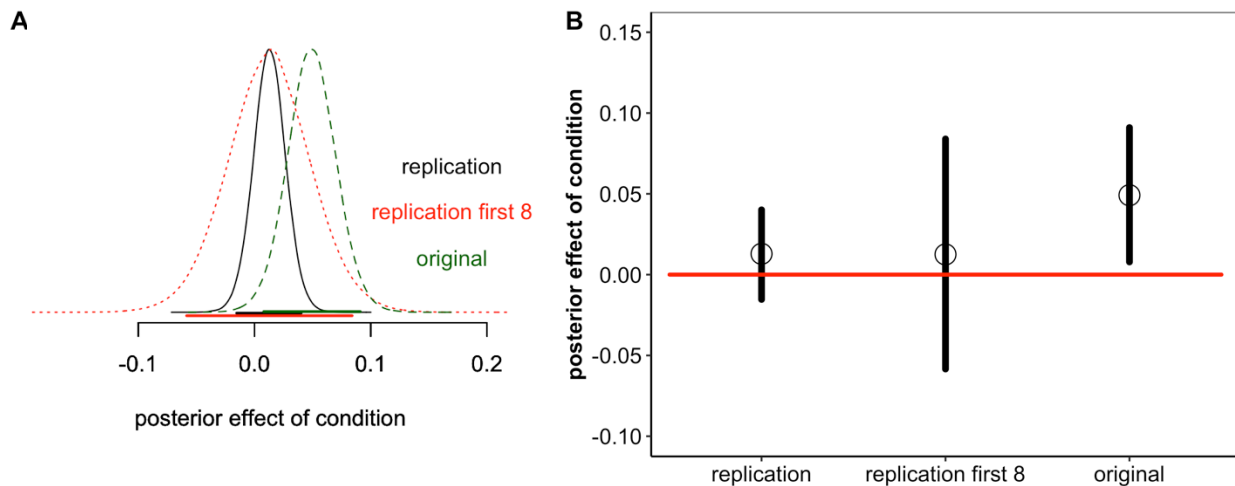 A
replication
replication first 8
original
-0.1 0.0 0.1 0.2
posterior effect of condition
B
posterior effect of condition
0.15
0.10
0.05
0.00
-0.05
-0.10
replication replication first 8 original